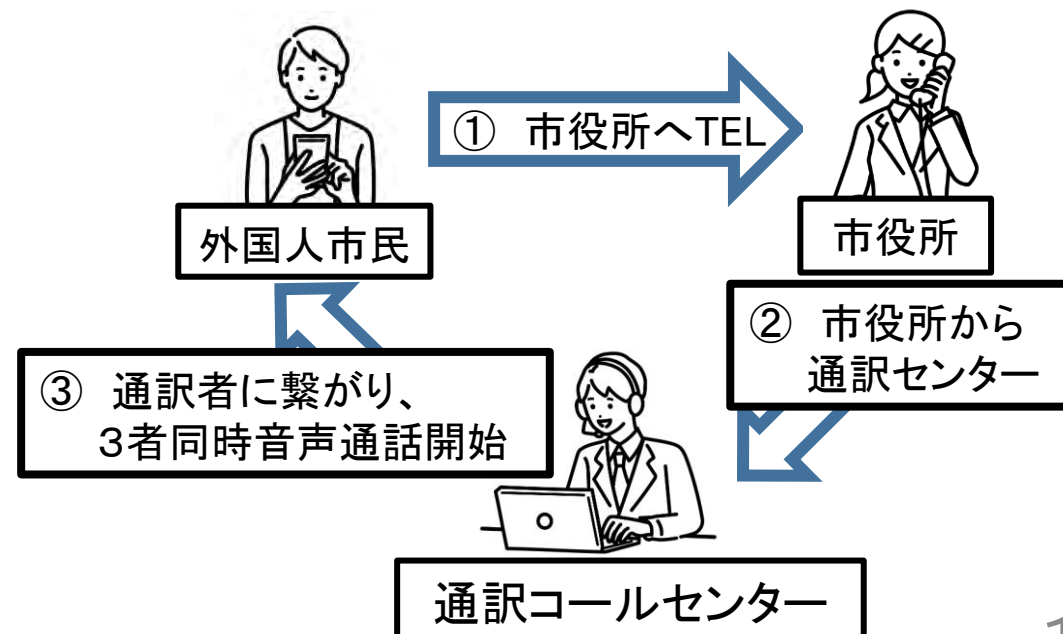 ① 市役所へTEL
外国人市民
市役所
② 市役所から
通訳センター
③ 通訳者に繋がり、
３者同時音声通話開始
通訳コールセンター